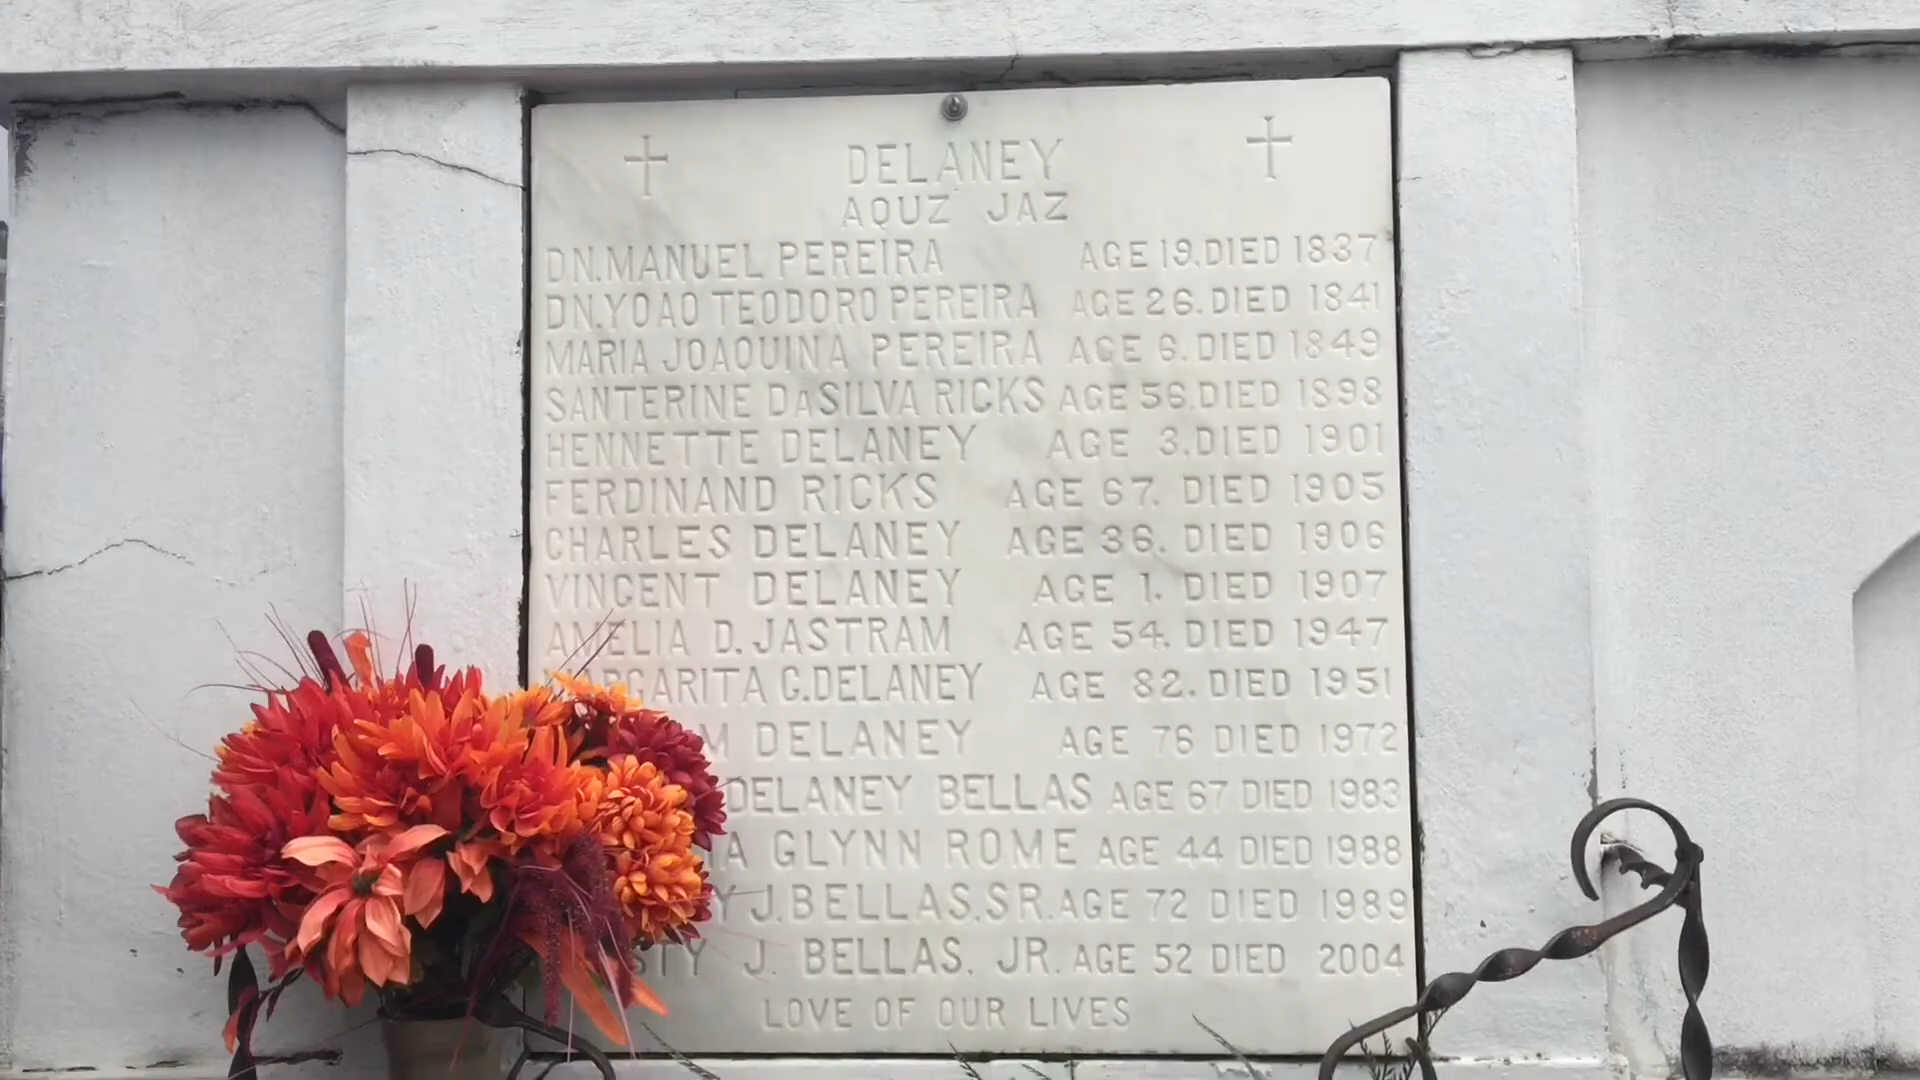 DELANEY
AQUZ JAZ
DN. MANUEL PEREIRA AGE 19. DIED 1837
DN. YOAO TEODORO PEREIRA AGE 26. DIED 1841
MARIA JOAQUINA PEREIRA AGE 6. DIED 1849
SANTERINE DASILVA RICKS AGE 56. DIED 1898
HENNETTE DELANEY AGE 3. DIED 1901
FERDINAND RICKS AGE 67. DIED 1905
CHARLES DELANEY AGE 36. DIED 1906
VINCENT DELANEY AGE 1. DIED 1907
AMELIA D. JASTRAM AGE 54. DIED 1947
MARGARITA C. DELANEY AGE 82. DIED 1951
DELANEY AGE 76 DIED 1972
DELANEY BELLAS AGE 67 DIED 1983
GLYNN ROME AGE 44 DIED 1988
J. BELLAS, SR. AGE 72 DIED 1989
J. BELLAS, JR. AGE 52 DIED 2004
LOVE OF OUR LIVES